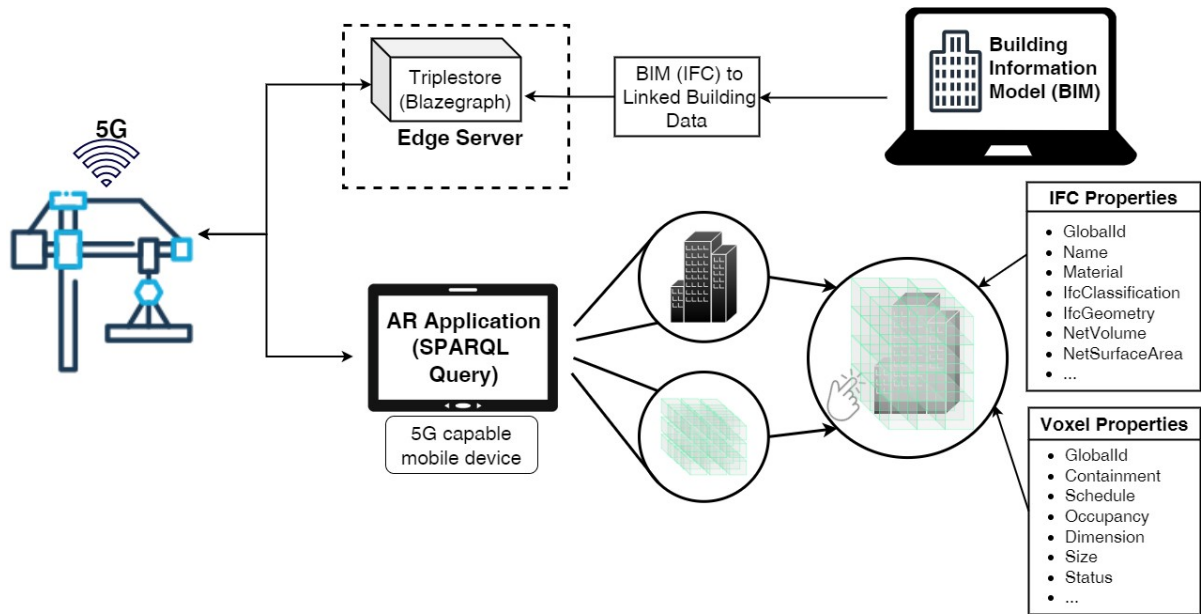 5G
Triplestore
(Blazegraph)
Edge Server
BIM (IFC) to
Linked Building
Data
Building
Information
Model (BIM)
AR Application
(SPARQL
Query)
5G capable
mobile device
IFC Properties
• GlobalId
• Name
• Material
• IfcClassification
• IfcGeometry
• NetVolume
• NetSurfaceArea
• ...
Voxel Properties
• GlobalId
• Containment
• Schedule
• Occupancy
• Dimension
• Size
• Status
• ...